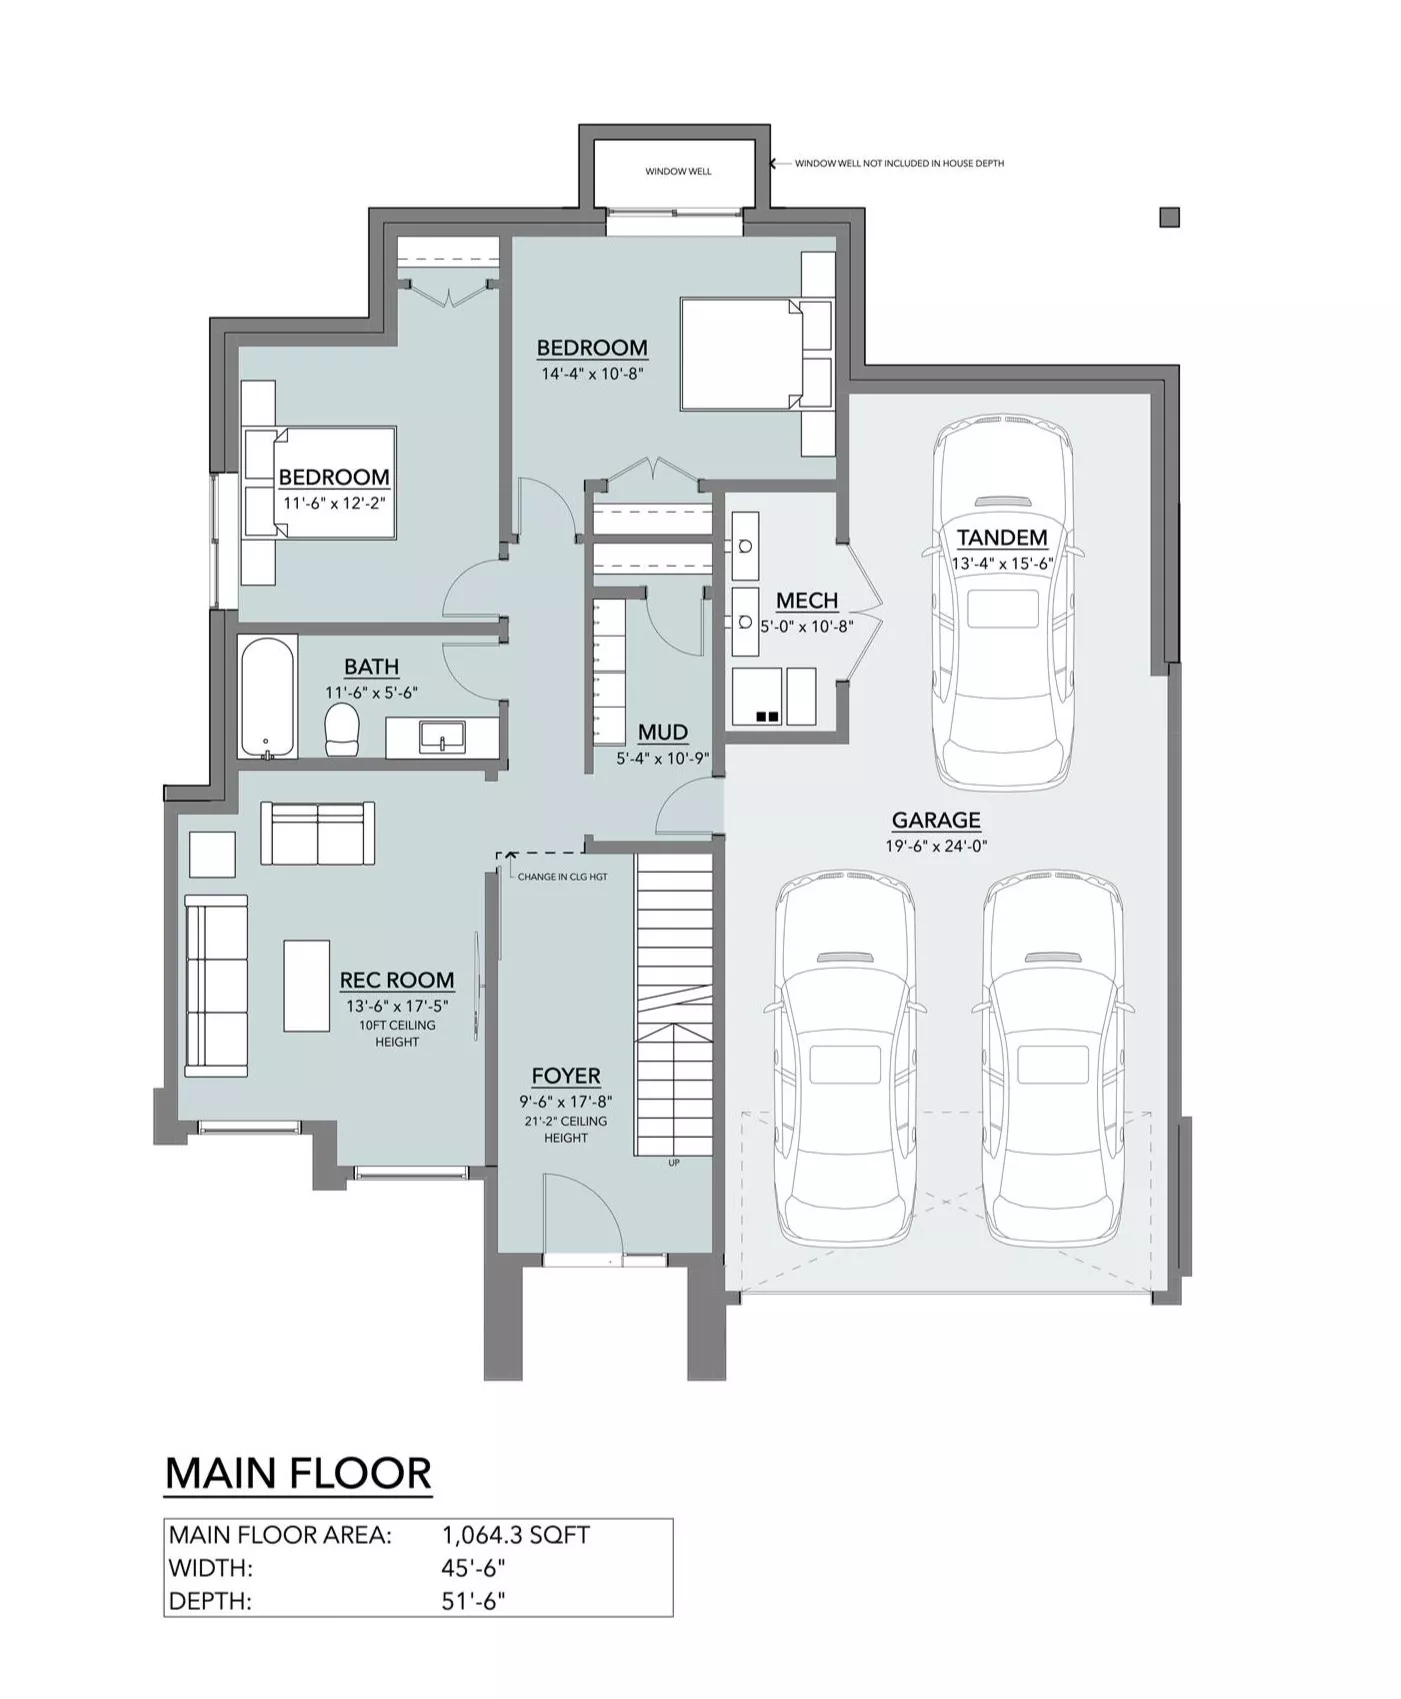 WINDOW WELL
WINDOW WELL NOT INCLUDED IN HOUSE DEPTH
BEDROOM
14'-4" x 10'-8"
BEDROOM
11'-6" x 12'-2"
TANDEM
13'-4" x 15'-6"
MECH
5'-0" x 10'-8"
BATH
11'-6" x 5'-6"
MUD
5'-4" x 10'-9"
GARAGE
19'-6" x 24'-0"
CHANGE IN CLG HGT
REC ROOM
13'-6" x 17'-5"
10FT CEILING
HEIGHT
FOYER
9'-6" x 17'-8"
21'-2" CEILING
HEIGHT
UP
MAIN FLOOR
MAIN FLOOR AREA: 1,064.3 SQFT
WIDTH: 45'-6"
DEPTH: 51'-6"